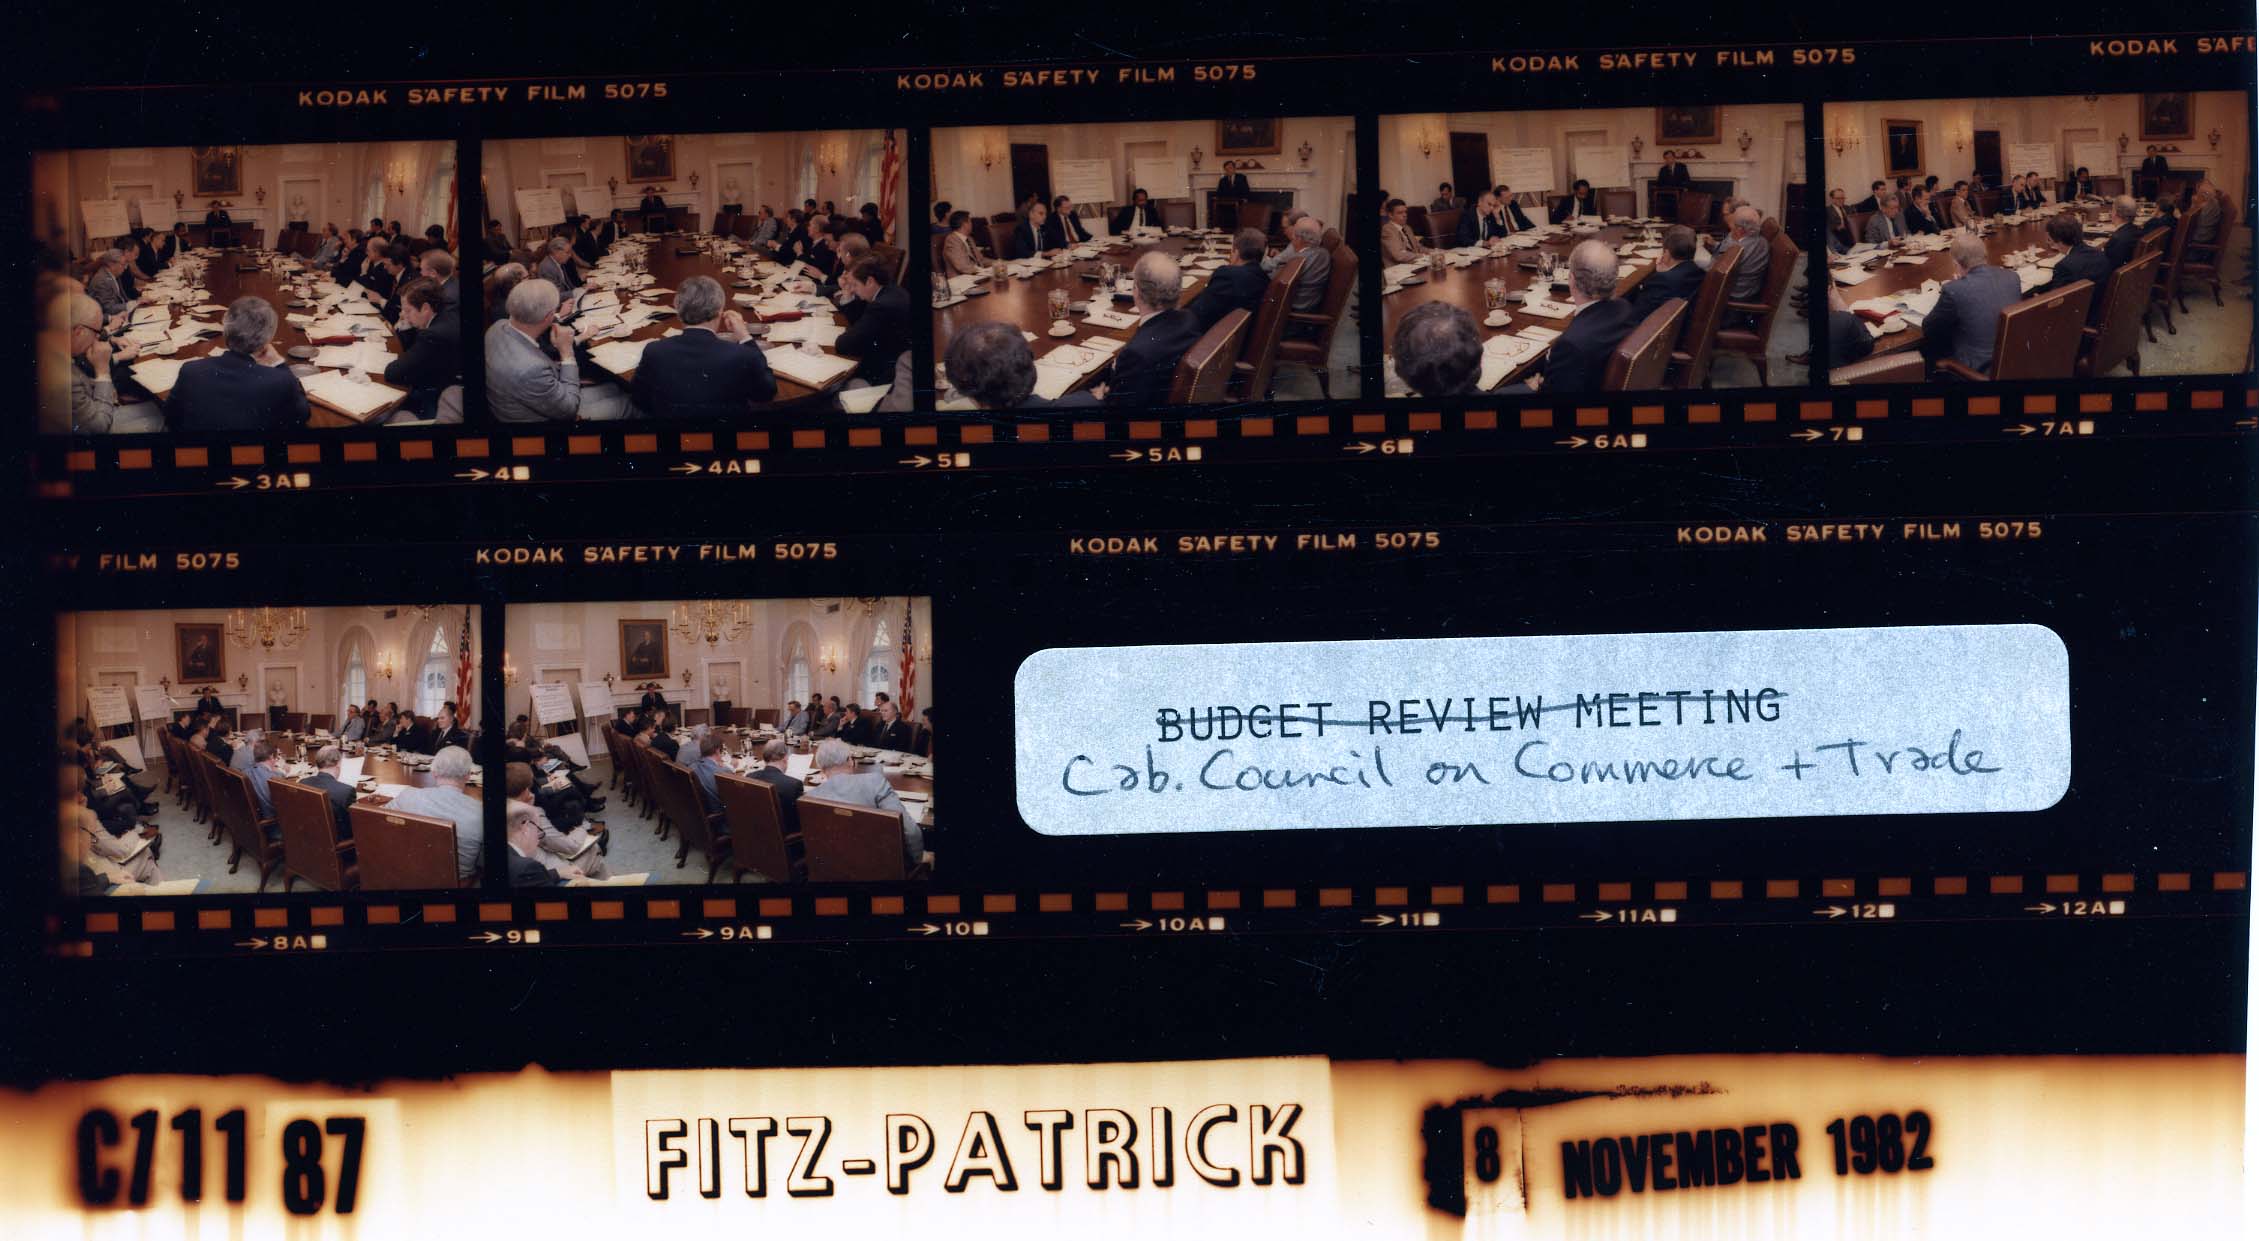 KODAK SAFETY FILM 5075 KODAK SAFETY FILM 5075 KODAK SAFETY FILM 5075 KODAK SAFE
→3A →4 →4A →5 →5A →6 →6A →7 →7A
Y FILM 5075 KODAK SAFETY FILM 5075 KODAK SAFETY FILM 5075 KODAK SAFETY FILM 5075
BUDGET REVIEW MEETING
Cab. Council on Commerce + Trade
→8A →9 →9A →10 →10A →11 →11A →12 →12A
C11187 FITZ-PATRICK 8 NOVEMBER 1982